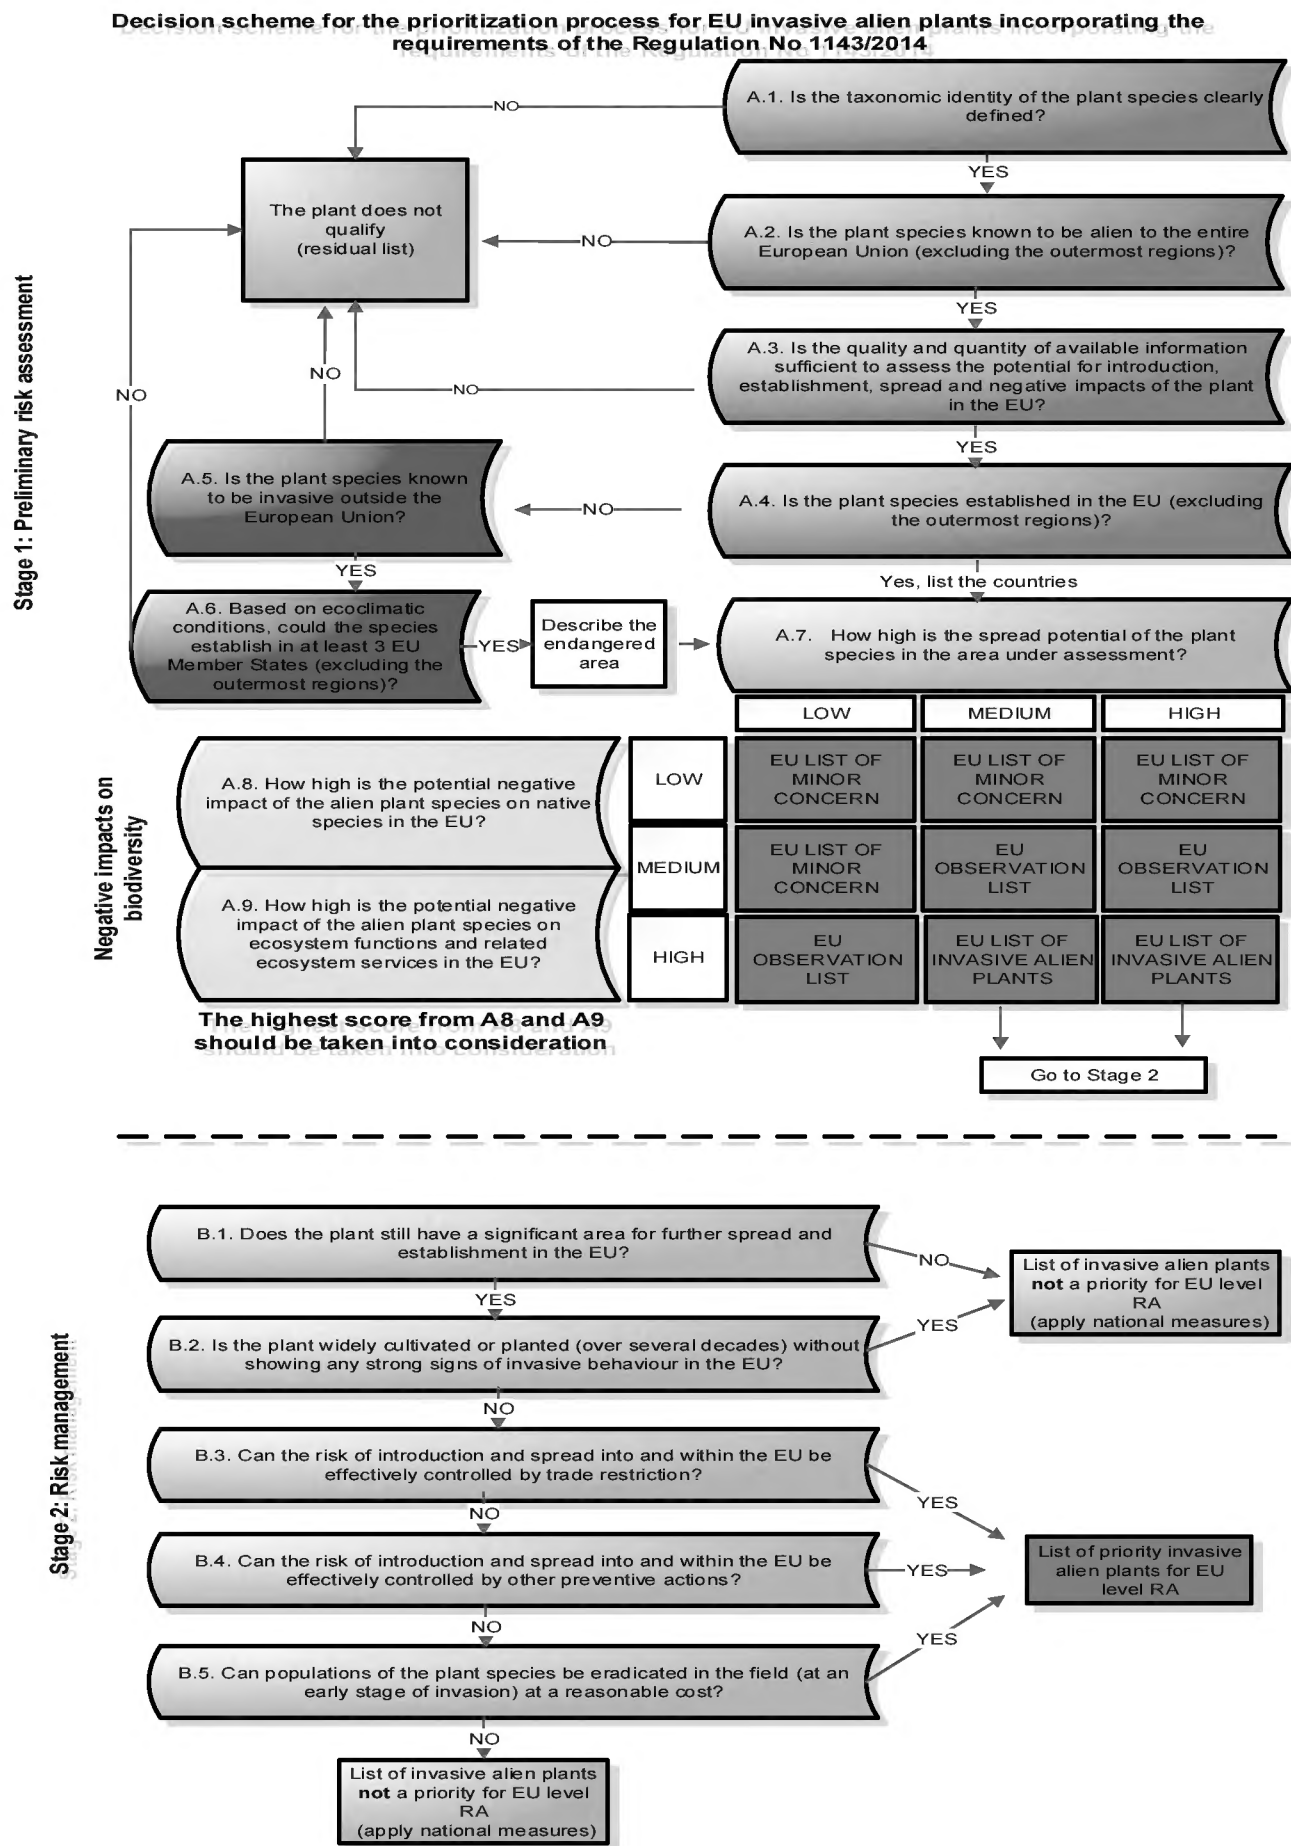 Decision scheme for the prioritization process for EU invasive alien plants incorporating the
requirements of the Regulation No 1143/2014
Stage 1: Preliminary risk assessment
A.1. Is the taxonomic identity of the plant species clearly
defined?
NO
YES
The plant does not
qualify
(residual list)
A.2. Is the plant species known to be alien to the entire
European Union (excluding the outermost regions)?
NO
YES
A.3. Is the quality and quantity of available information
sufficient to assess the potential for introduction,
establishment, spread and negative impacts of the plant
in the EU?
NO
NO
NO
YES
A.5. Is the plant species known
to be invasive outside the
European Union?
NO
A.4. Is the plant species established in the EU (excluding
the outermost regions)?
YES
Yes, list the countries
A.6. Based on ecoclimatic
conditions, could the species
establish in at least 3 EU
Member States (excluding the
outermost regions)?
YES
Describe the
endangered
area
A.7. How high is the spread potential of the plant
species in the area under assessment?
LOW
MEDIUM
HIGH
Negative impacts on
biodiversity
A.8. How high is the potential negative
impact of the alien plant species on native
species in the EU?
LOW
EU LIST OF
MINOR
CONCERN
EU LIST OF
MINOR
CONCERN
EU LIST OF
MINOR
CONCERN
MEDIUM
EU LIST OF
MINOR
CONCERN
EU
OBSERVATION
LIST
EU
OBSERVATION
LIST
A.9. How high is the potential negative
impact of the alien plant species on
ecosystem functions and related
ecosystem services in the EU?
HIGH
EU
OBSERVATION
LIST
EU LIST OF
INVASIVE ALIEN
PLANTS
EU LIST OF
INVASIVE ALIEN
PLANTS
The highest score from A8 and A9
should be taken into consideration
Go to Stage 2
Stage 2: Risk management
B.1. Does the plant still have a significant area for further spread and
establishment in the EU?
NO
YES
List of invasive alien plants
not a priority for EU level
RA
(apply national measures)
B.2. Is the plant widely cultivated or planted (over several decades) without
showing any strong signs of invasive behaviour in the EU?
YES
NO
B.3. Can the risk of introduction and spread into and within the EU be
effectively controlled by trade restriction?
YES
NO
B.4. Can the risk of introduction and spread into and within the EU be
effectively controlled by other preventive actions?
YES
List of priority invasive
alien plants for EU
level RA
NO
YES
B.5. Can populations of the plant species be eradicated in the field (at an
early stage of invasion) at a reasonable cost?
NO
List of invasive alien plants
not a priority for EU level
RA
(apply national measures)